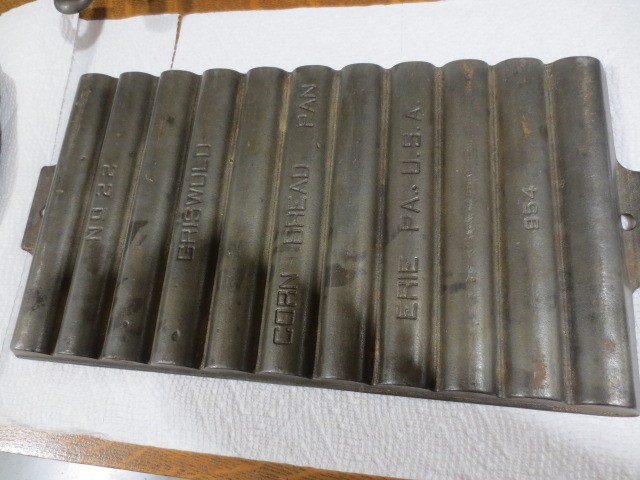 NO 22
GRISWOLD
CORN BREAD PAN
ERIE PA., U.S.A.
954